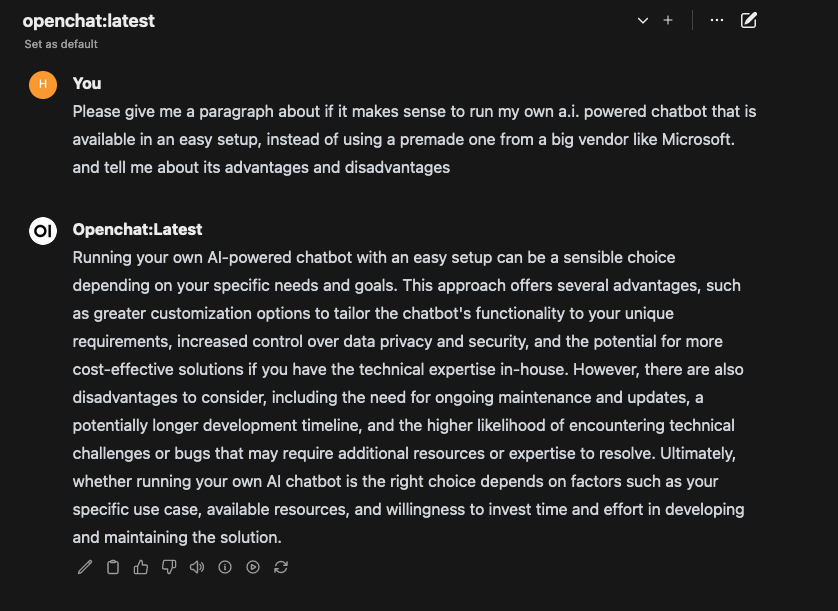 openchat:latest
Set as default
H
You
Please give me a paragraph about if it makes sense to run my own a.i. powered chatbot that is
available in an easy setup, instead of using a premade one from a big vendor like Microsoft.
and tell me about its advantages and disadvantages
OI
Openchat:Latest
Running your own AI-powered chatbot with an easy setup can be a sensible choice
depending on your specific needs and goals. This approach offers several advantages, such
as greater customization options to tailor the chatbot's functionality to your unique
requirements, increased control over data privacy and security, and the potential for more
cost-effective solutions if you have the technical expertise in-house. However, there are also
disadvantages to consider, including the need for ongoing maintenance and updates, a
potentially longer development timeline, and the higher likelihood of encountering technical
challenges or bugs that may require additional resources or expertise to resolve. Ultimately,
whether running your own AI chatbot is the right choice depends on factors such as your
specific use case, available resources, and willingness to invest time and effort in developing
and maintaining the solution.